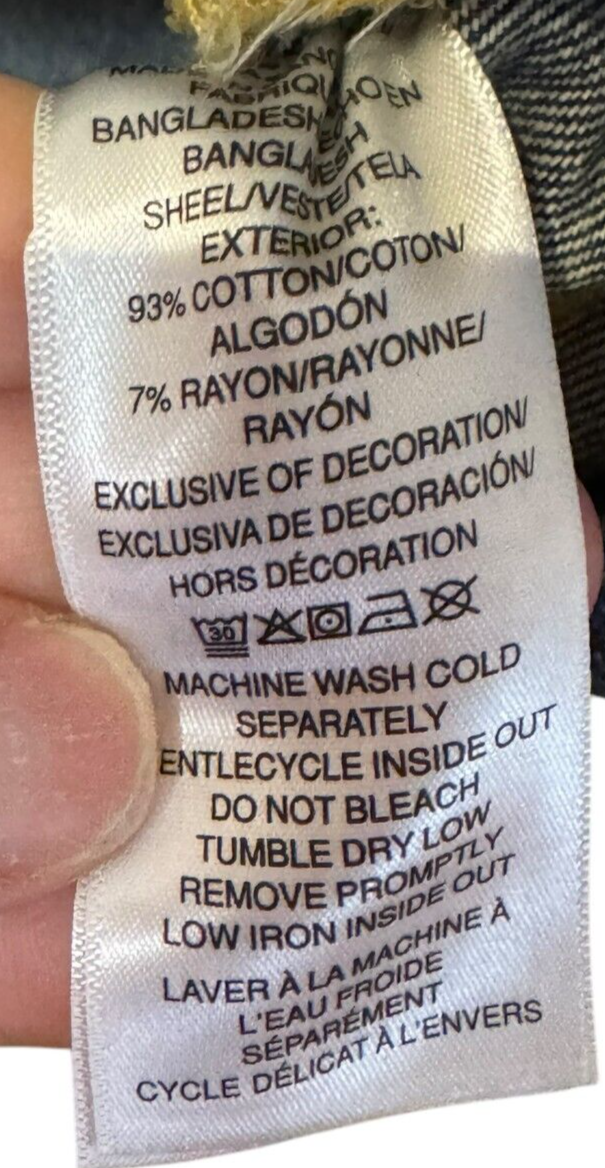 BANGLADESH
BANGLADESH
SHEEL/VESTE/TELA
EXTERIOR:
93% COTTON/COTON/
ALGODÓN
7% RAYON/RAYONNE/
RAYÓN
EXCLUSIVE OF DECORATION/
EXCLUSIVA DE DECORACIÓN/
HORS DÉCORATION
30
MACHINE WASH COLD
SEPARATELY
ENTLECYCLE INSIDE OUT
DO NOT BLEACH
TUMBLE DRY LOW
REMOVE PROMPTLY
LOW IRON INSIDE OUT
LAVER À LA MACHINE À
L'EAU FROIDE
SÉPARÉMENT
CYCLE DÉLICAT À L'ENVERS